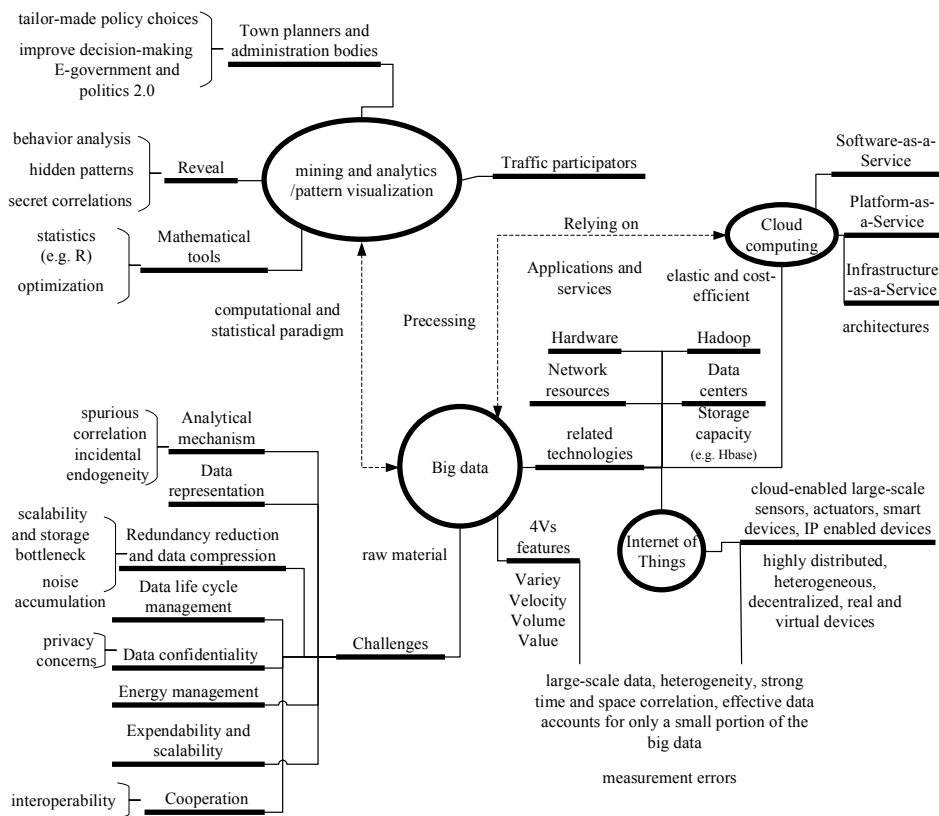 tailor-made policy choices
improve decision-making
E-government and
politics 2.0
Town planners and
administration bodies
behavior analysis
hidden patterns
secret correlations
Reveal
mining and analytics
/pattern visualization
Traffic participators
statistics
(e.g. R)
optimization
Mathematical
tools
computational and
statistical paradigm
Precessing
Relying on
Applications and
services
Cloud
computing
elastic and cost-
efficient
Software-as-a-
Service
Platform-as-
a-Service
Infrastructure
-as-a-Service
architectures
Hardware
Hadoop
Network
resources
Data
centers
related
technologies
Storage
capacity
(e.g. Hbase)
Big data
spurious
correlation
incidental
endogeneity
Analytical
mechanism
Data
representation
scalability
and storage
bottleneck
noise
accumulation
Redundancy reduction
and data compression
Data life cycle
management
privacy
concerns
Data confidentiality
Energy management
Expendability and
scalability
interoperability
Cooperation
raw material
Challenges
4Vs
features
Variey
Velocity
Volume
Value
Internet of
Things
cloud-enabled large-scale
sensors, actuators, smart
devices, IP enabled devices
highly distributed,
heterogeneous,
decentralized, real and
virtual devices
large-scale data, heterogeneity, strong
time and space correlation, effective data
accounts for only a small portion of the
big data
measurement errors